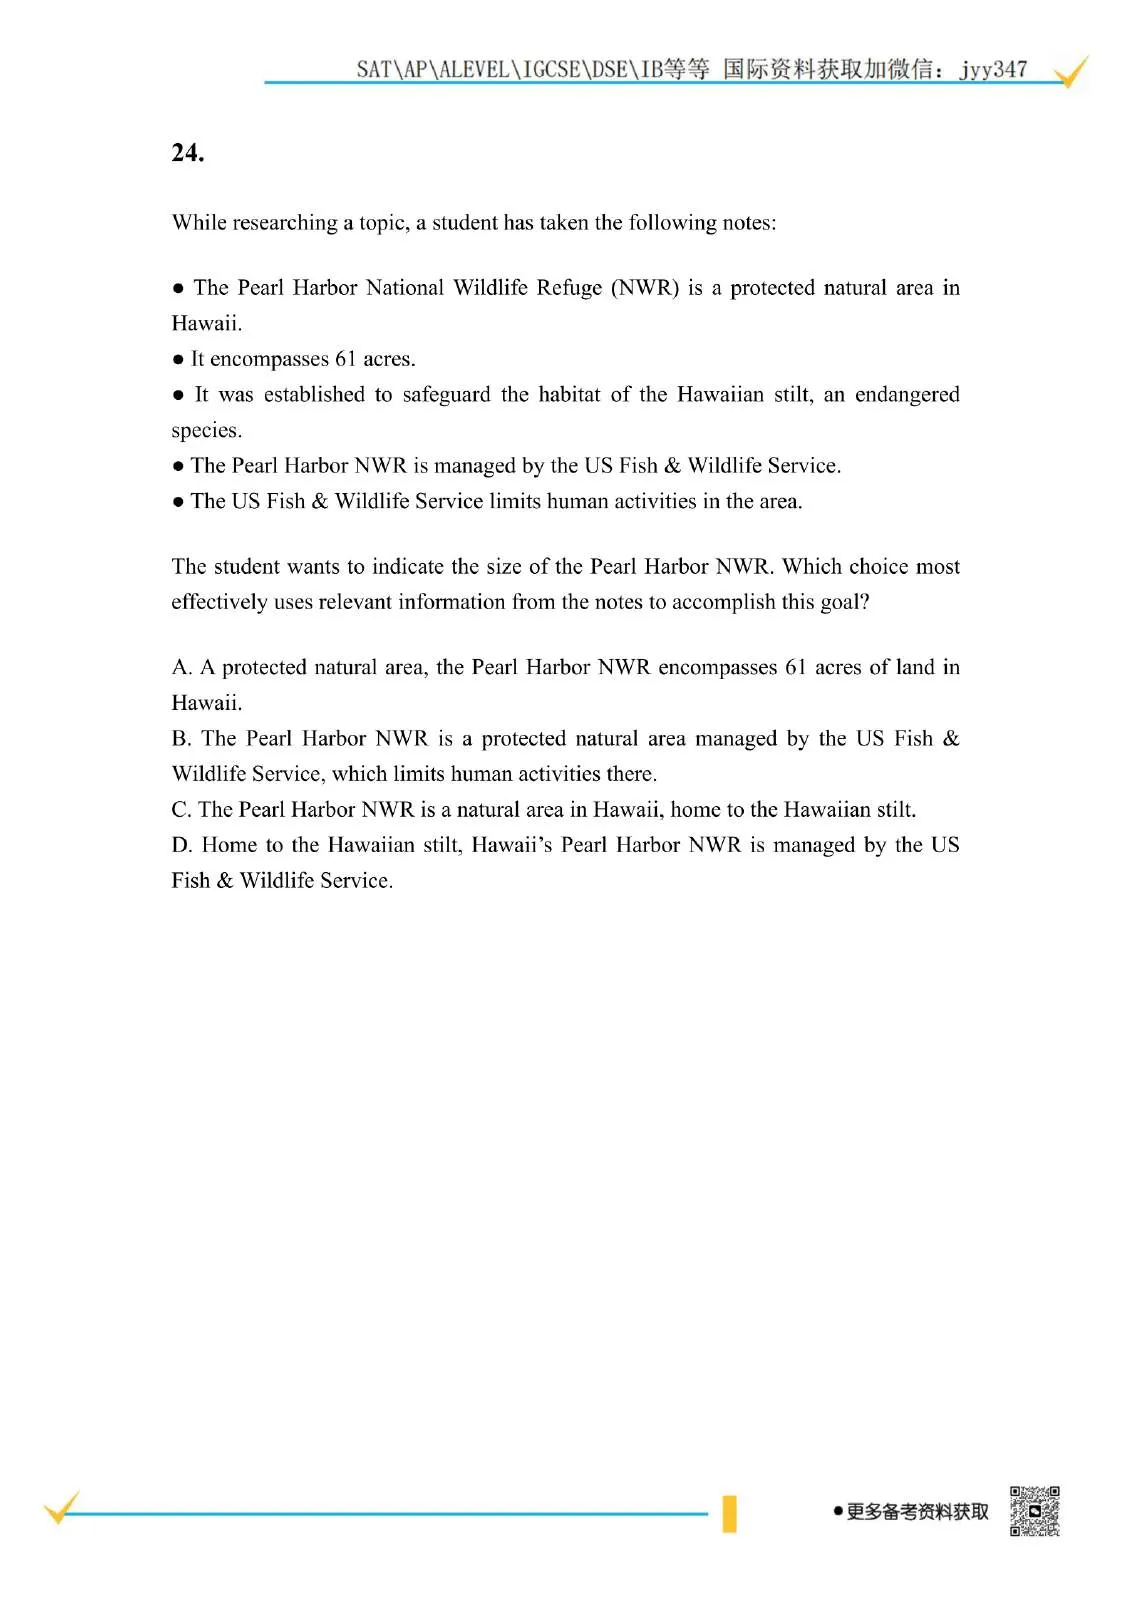 SAT\AP\ALEVEL\IGCSE\DSE\IB等等 国际资料获取加微信：jyy347
24.
While researching a topic, a student has taken the following notes:
● The Pearl Harbor National Wildlife Refuge (NWR) is a protected natural area in
Hawaii.
● It encompasses 61 acres.
● It was established to safeguard the habitat of the Hawaiian stilt, an endangered
species.
● The Pearl Harbor NWR is managed by the US Fish & Wildlife Service.
● The US Fish & Wildlife Service limits human activities in the area.
The student wants to indicate the size of the Pearl Harbor NWR. Which choice most
effectively uses relevant information from the notes to accomplish this goal?
A. A protected natural area, the Pearl Harbor NWR encompasses 61 acres of land in
Hawaii.
B. The Pearl Harbor NWR is a protected natural area managed by the US Fish &
Wildlife Service, which limits human activities there.
C. The Pearl Harbor NWR is a natural area in Hawaii, home to the Hawaiian stilt.
D. Home to the Hawaiian stilt, Hawaii’s Pearl Harbor NWR is managed by the US
Fish & Wildlife Service.
●更多备考资料获取